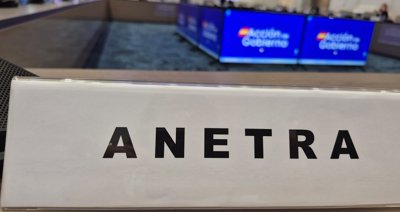 Acción de
Gobierno
Acción de
Gobierno
ANETRA